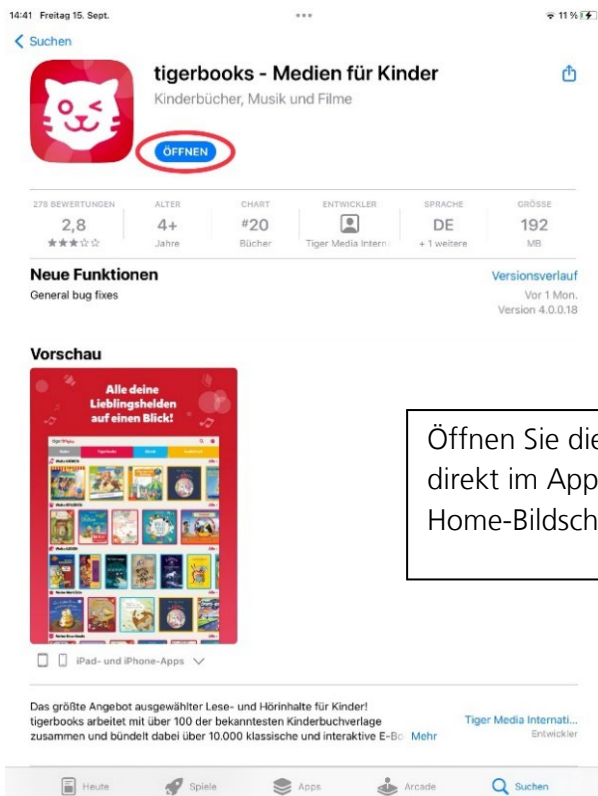 14:41 Freitag 15. Sept.
11 %
Suchen
tigerbooks - Medien für Kinder
Kinderbücher, Musik und Filme
ÖFFNEN
278 BEWERTUNGEN ALTER CHART ENTWICKLER SPRACHE GRÖSSE
2,8 4+ #20 DE 192
Jahre Bücher Tiger Media Intern + 1 weitere MB
Neue Funktionen Versionsverlauf
General bug fixes Vor 1 Mon.
Version 4.0.0.18
Vorschau
Alle deine
Lieblingshelden
auf einen Blick!
Öffnen Sie die
direkt im App
Home-Bildsch
iPad- und iPhone-Apps
Das größte Angebot ausgewählter Lese- und Hörinhalte für Kinder!
tigerbooks arbeitet mit über 100 der bekanntesten Kinderbuchverlage Tiger Media Internati...
zusammen und bündelt dabei über 10.000 klassische und interaktive E-Bo Mehr Entwickler
Heute Spiele Apps Arcade Suchen